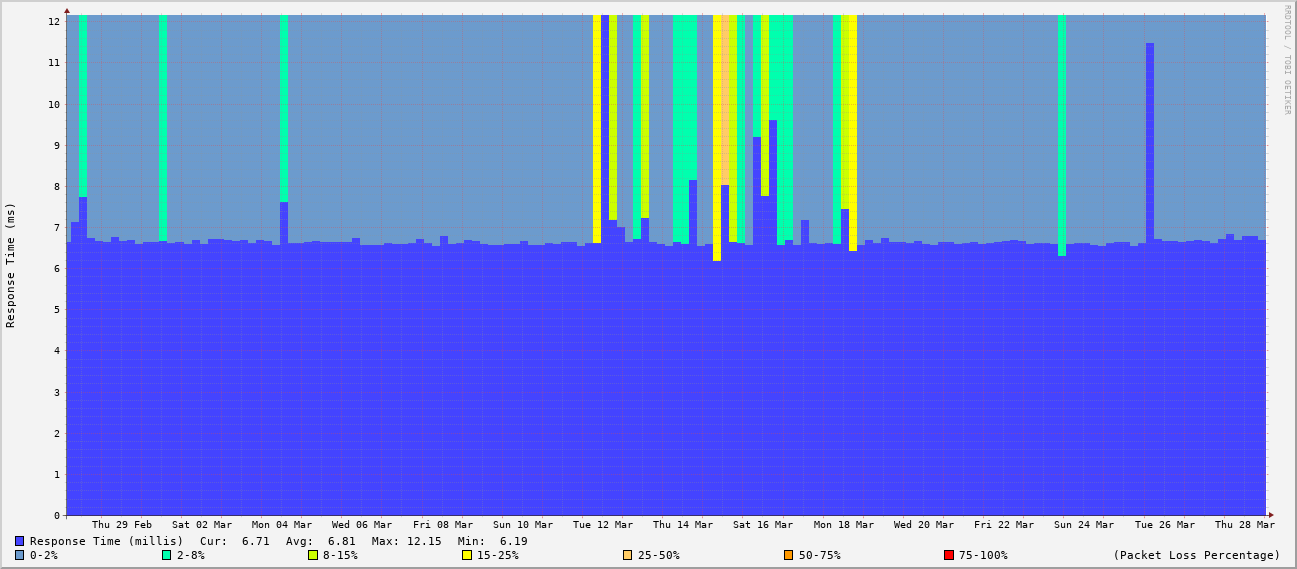 RRDTOOL / TOBI OETIKER
Response Time (ms)
12
11
10
9
8
7
6
5
4
3
2
1
0
Thu 29 Feb Sat 02 Mar Mon 04 Mar Wed 06 Mar Fri 08 Mar Sun 10 Mar Tue 12 Mar Thu 14 Mar Sat 16 Mar Mon 18 Mar Wed 20 Mar Fri 22 Mar Sun 24 Mar Tue 26 Mar Thu 28 Mar
Response Time (millis) Cur: 6.71 Avg: 6.81 Max: 12.15 Min: 6.19
0-2% 2-8% 8-15% 15-25% 25-50% 50-75% 75-100% (Packet Loss Percentage)